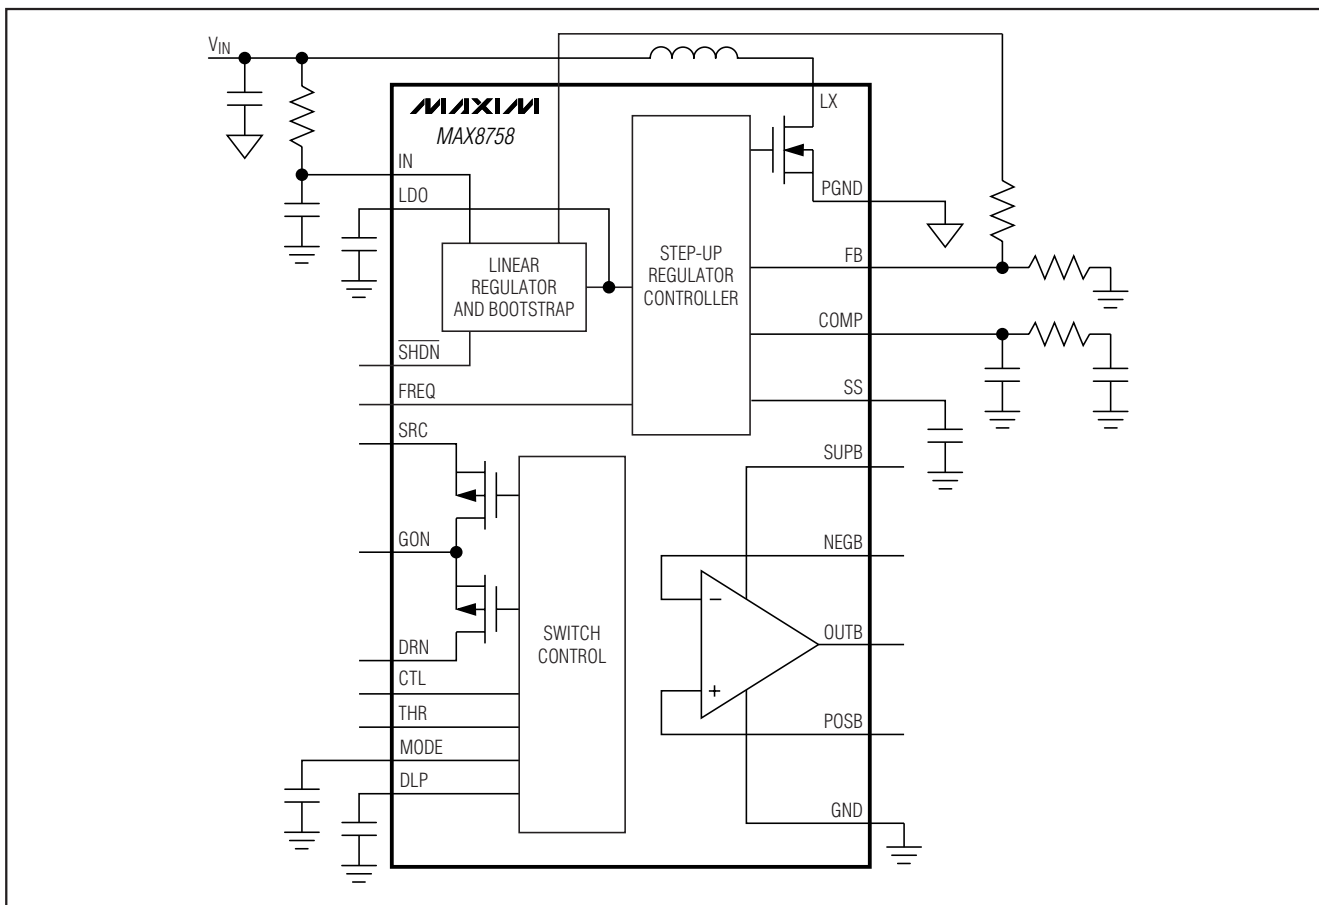 VIN
MAXIM
MAX8758
LX
IN
LDO
PGND
LINEAR
REGULATOR
AND BOOTSTRAP
STEP-UP
REGULATOR
CONTROLLER
FB
COMP
SHDN
FREQ
SS
SRC
SUPB
GON
NEGB
−
OUTB
SWITCH
CONTROL
DRN
CTL
+
THR
POSB
MODE
DLP
GND